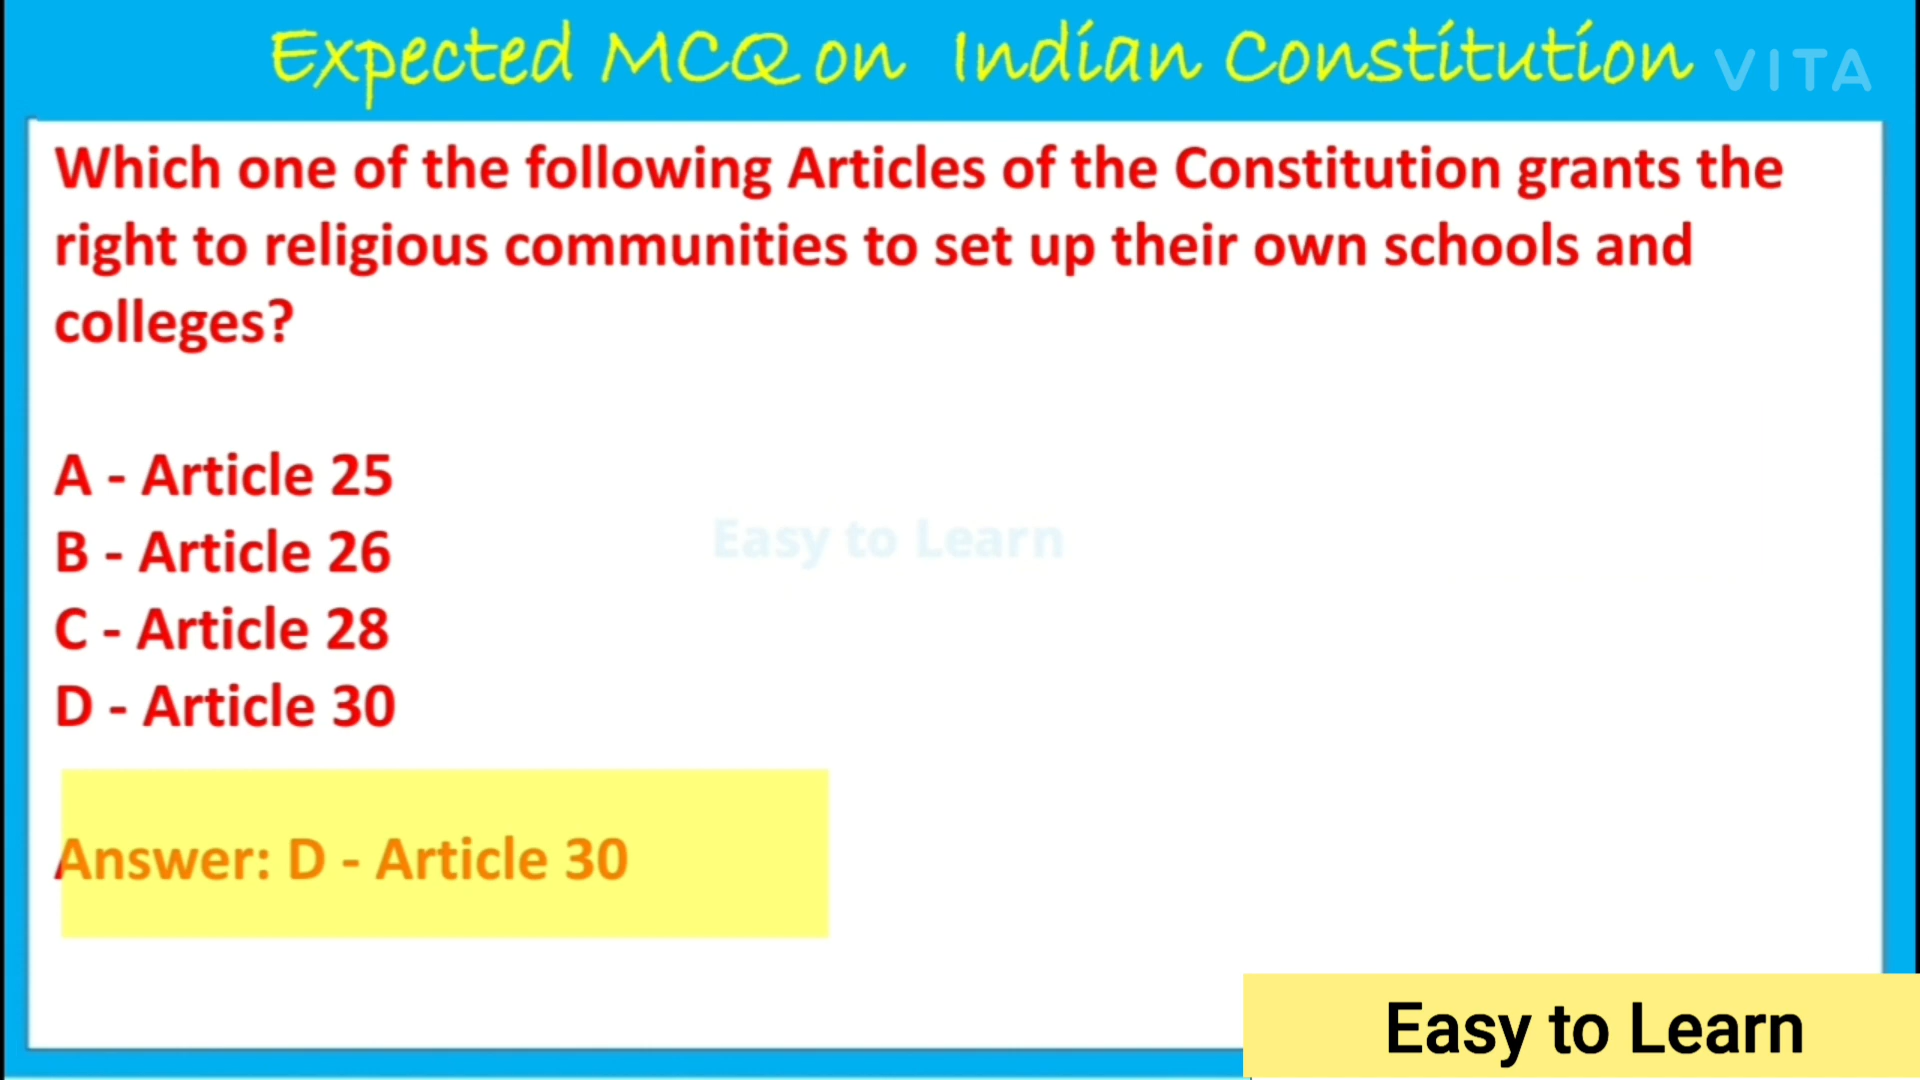 Expected MCQ on Indian Constitution
VITA
Which one of the following Articles of the Constitution grants the
right to religious communities to set up their own schools and
colleges?
A - Article 25
B - Article 26
C - Article 28
D - Article 30
Easy to Learn
Answer: D - Article 30
Easy to Learn